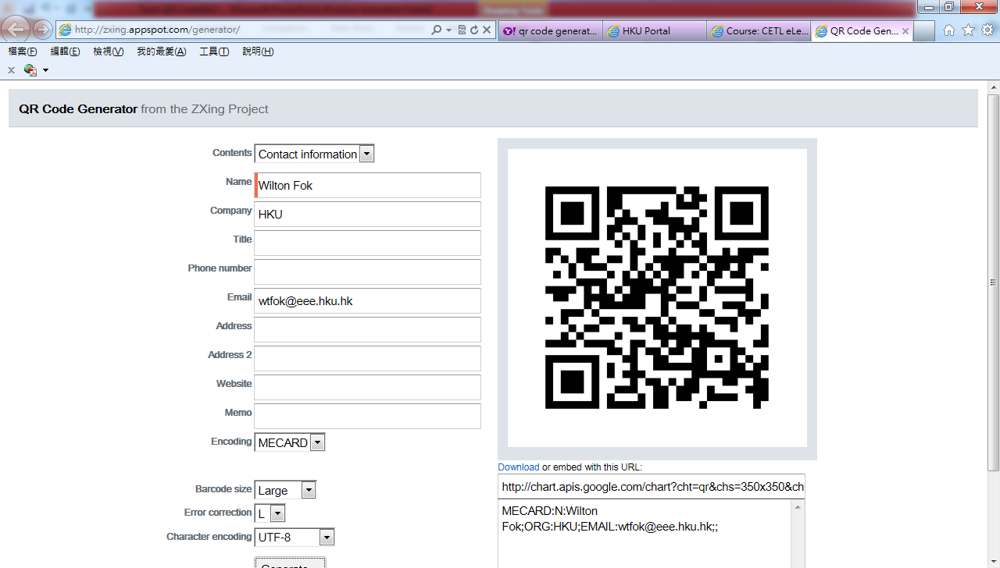 http://zxing.appspot.com/generator/
qr code generat...
HKU Portal
Course: CETL eLe...
QR Code Gen...
檔案(F) 編輯(E) 檢視(V) 我的最愛(A) 工具(T) 說明(H)
QR Code Generator from the ZXing Project
Contents Contact information
Name Wilton Fok
Company HKU
Title
Phone number
Email wtfok@eee.hku.hk
Address
Address 2
Website
Memo
Encoding MECARD
Barcode size Large
Error correction L
Character encoding UTF-8
Generate
Download or embed with this URL:
http://chart.apis.google.com/chart?cht=qr&chs=350x350&ch
MECARD:N:Wilton
Fok;ORG:HKU;EMAIL:wtfok@eee.hku.hk;;